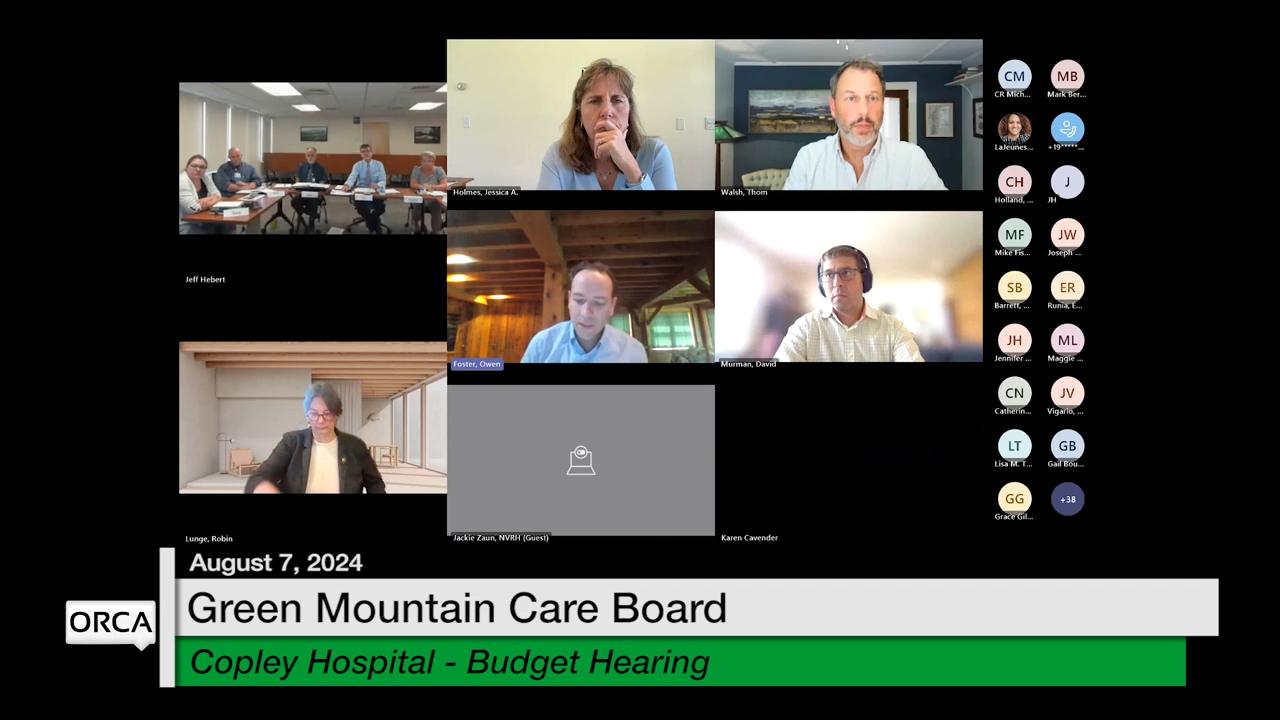 CM
MB
CR Mich...
Mark Ber...
LaJeunes...
+19*****...
Holmes, Jessica A.
Walsh, Thom
CH
J
Holland, ...
JH
MF
JW
Mike Fis...
Joseph ...
Jeff Hebert
SB
ER
Barrett, ...
Runia, E...
JH
ML
Jennifer ...
Maggie ...
Foster, Owen
Murman, David
CN
JV
Catherin...
Vigario, ...
LT
GB
Lisa M. T...
Gail Bou...
GG
+38
Grace Gil...
Lunge, Robin
Jackie Zaun, NVRH (Guest)
Karen Cavender
August 7, 2024
Green Mountain Care Board
ORCA
Copley Hospital - Budget Hearing